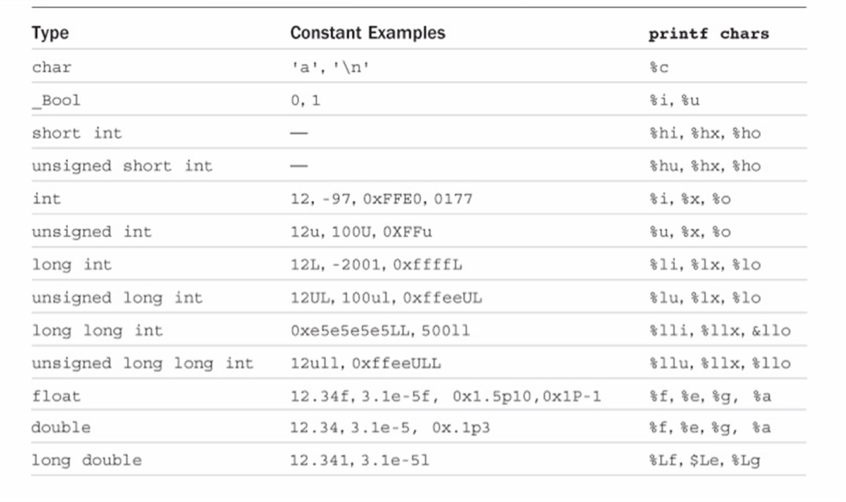 Type Constant Examples printf chars
char 'a', '\n' %c
_Bool 0, 1 %i, %u
short int — %hi, %hx, %ho
unsigned short int — %hu, %hx, %ho
int 12, -97, 0xFFE0, 0177 %i, %x, %o
unsigned int 12u, 100U, 0XFFu %u, %x, %o
long int 12L, -2001, 0xffffL %li, %lx, %lo
unsigned long int 12UL, 100ul, 0xffeeUL %lu, %lx, %lo
long long int 0xe5e5e5e5LL, 500ll %lli, %llx, &llo
unsigned long long int 12ull, 0xffeeULL %llu, %llx, %llo
float 12.34f, 3.1e-5f, 0x1.5p10,0x1P-1 %f, %e, %g, %a
double 12.34, 3.1e-5, 0x.1p3 %f, %e, %g, %a
long double 12.341, 3.1e-5l %Lf, $Le, %Lg